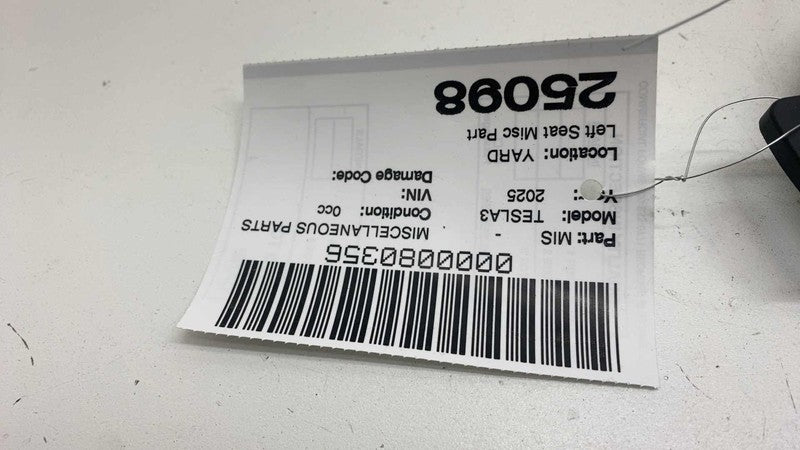 0000080356
Part: MIS - MISCELLANEOUS PARTS
Model: TESLA3 Condition: 0cc
Year: 2025 VIN:
Damage Code:
Location: YARD
Left Seat Misc Part
25098